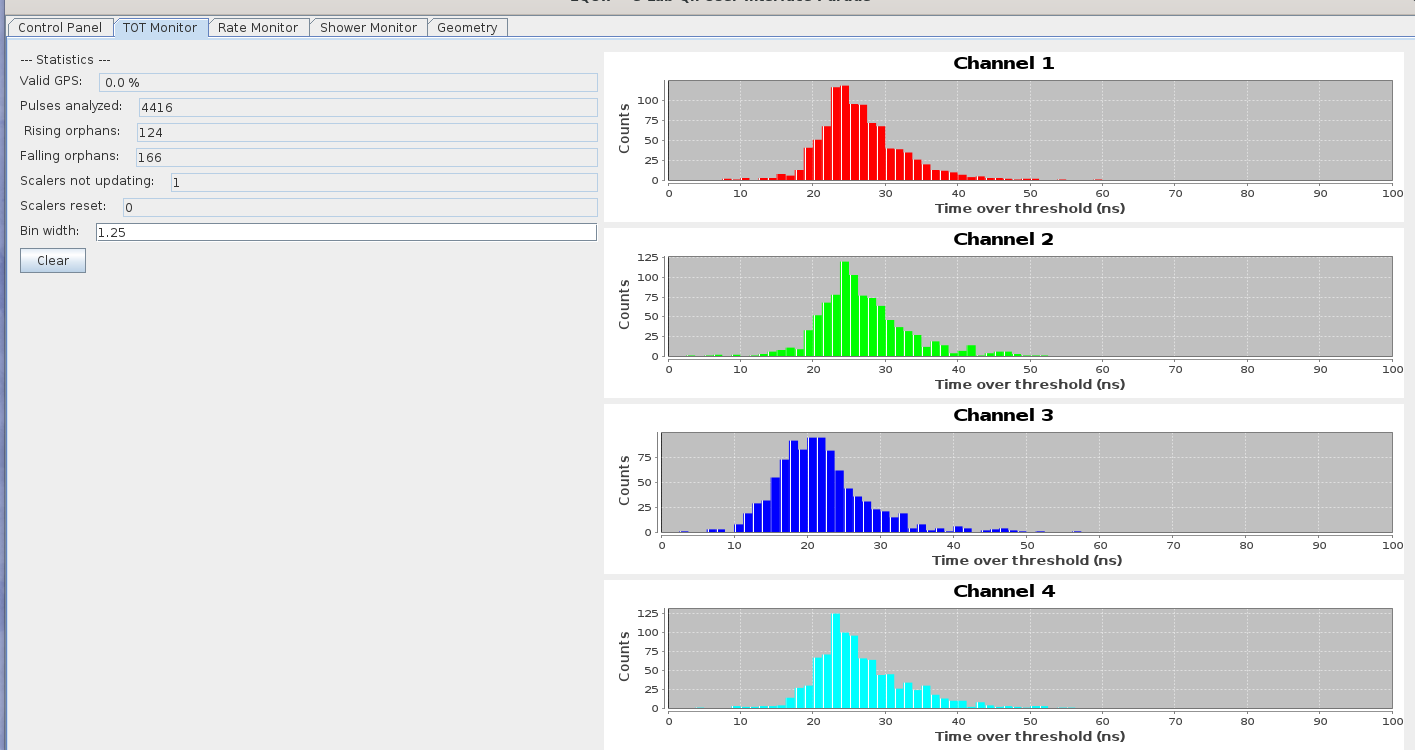 Control Panel TOT Monitor Rate Monitor Shower Monitor Geometry
--- Statistics ---
Valid GPS: 0.0 %
Pulses analyzed: 4416
Rising orphans: 124
Falling orphans: 166
Scalers not updating: 1
Scalers reset: 0
Bin width: 1.25
Clear
Channel 1
Counts
100
75
50
25
0
0 10 20 30 40 50 60 70 80 90 100
Time over threshold (ns)
Channel 2
Counts
125
100
75
50
25
0
0 10 20 30 40 50 60 70 80 90 100
Time over threshold (ns)
Channel 3
Counts
75
50
25
0
0 10 20 30 40 50 60 70 80 90 100
Time over threshold (ns)
Channel 4
Counts
125
100
75
50
25
0
0 10 20 30 40 50 60 70 80 90 100
Time over threshold (ns)